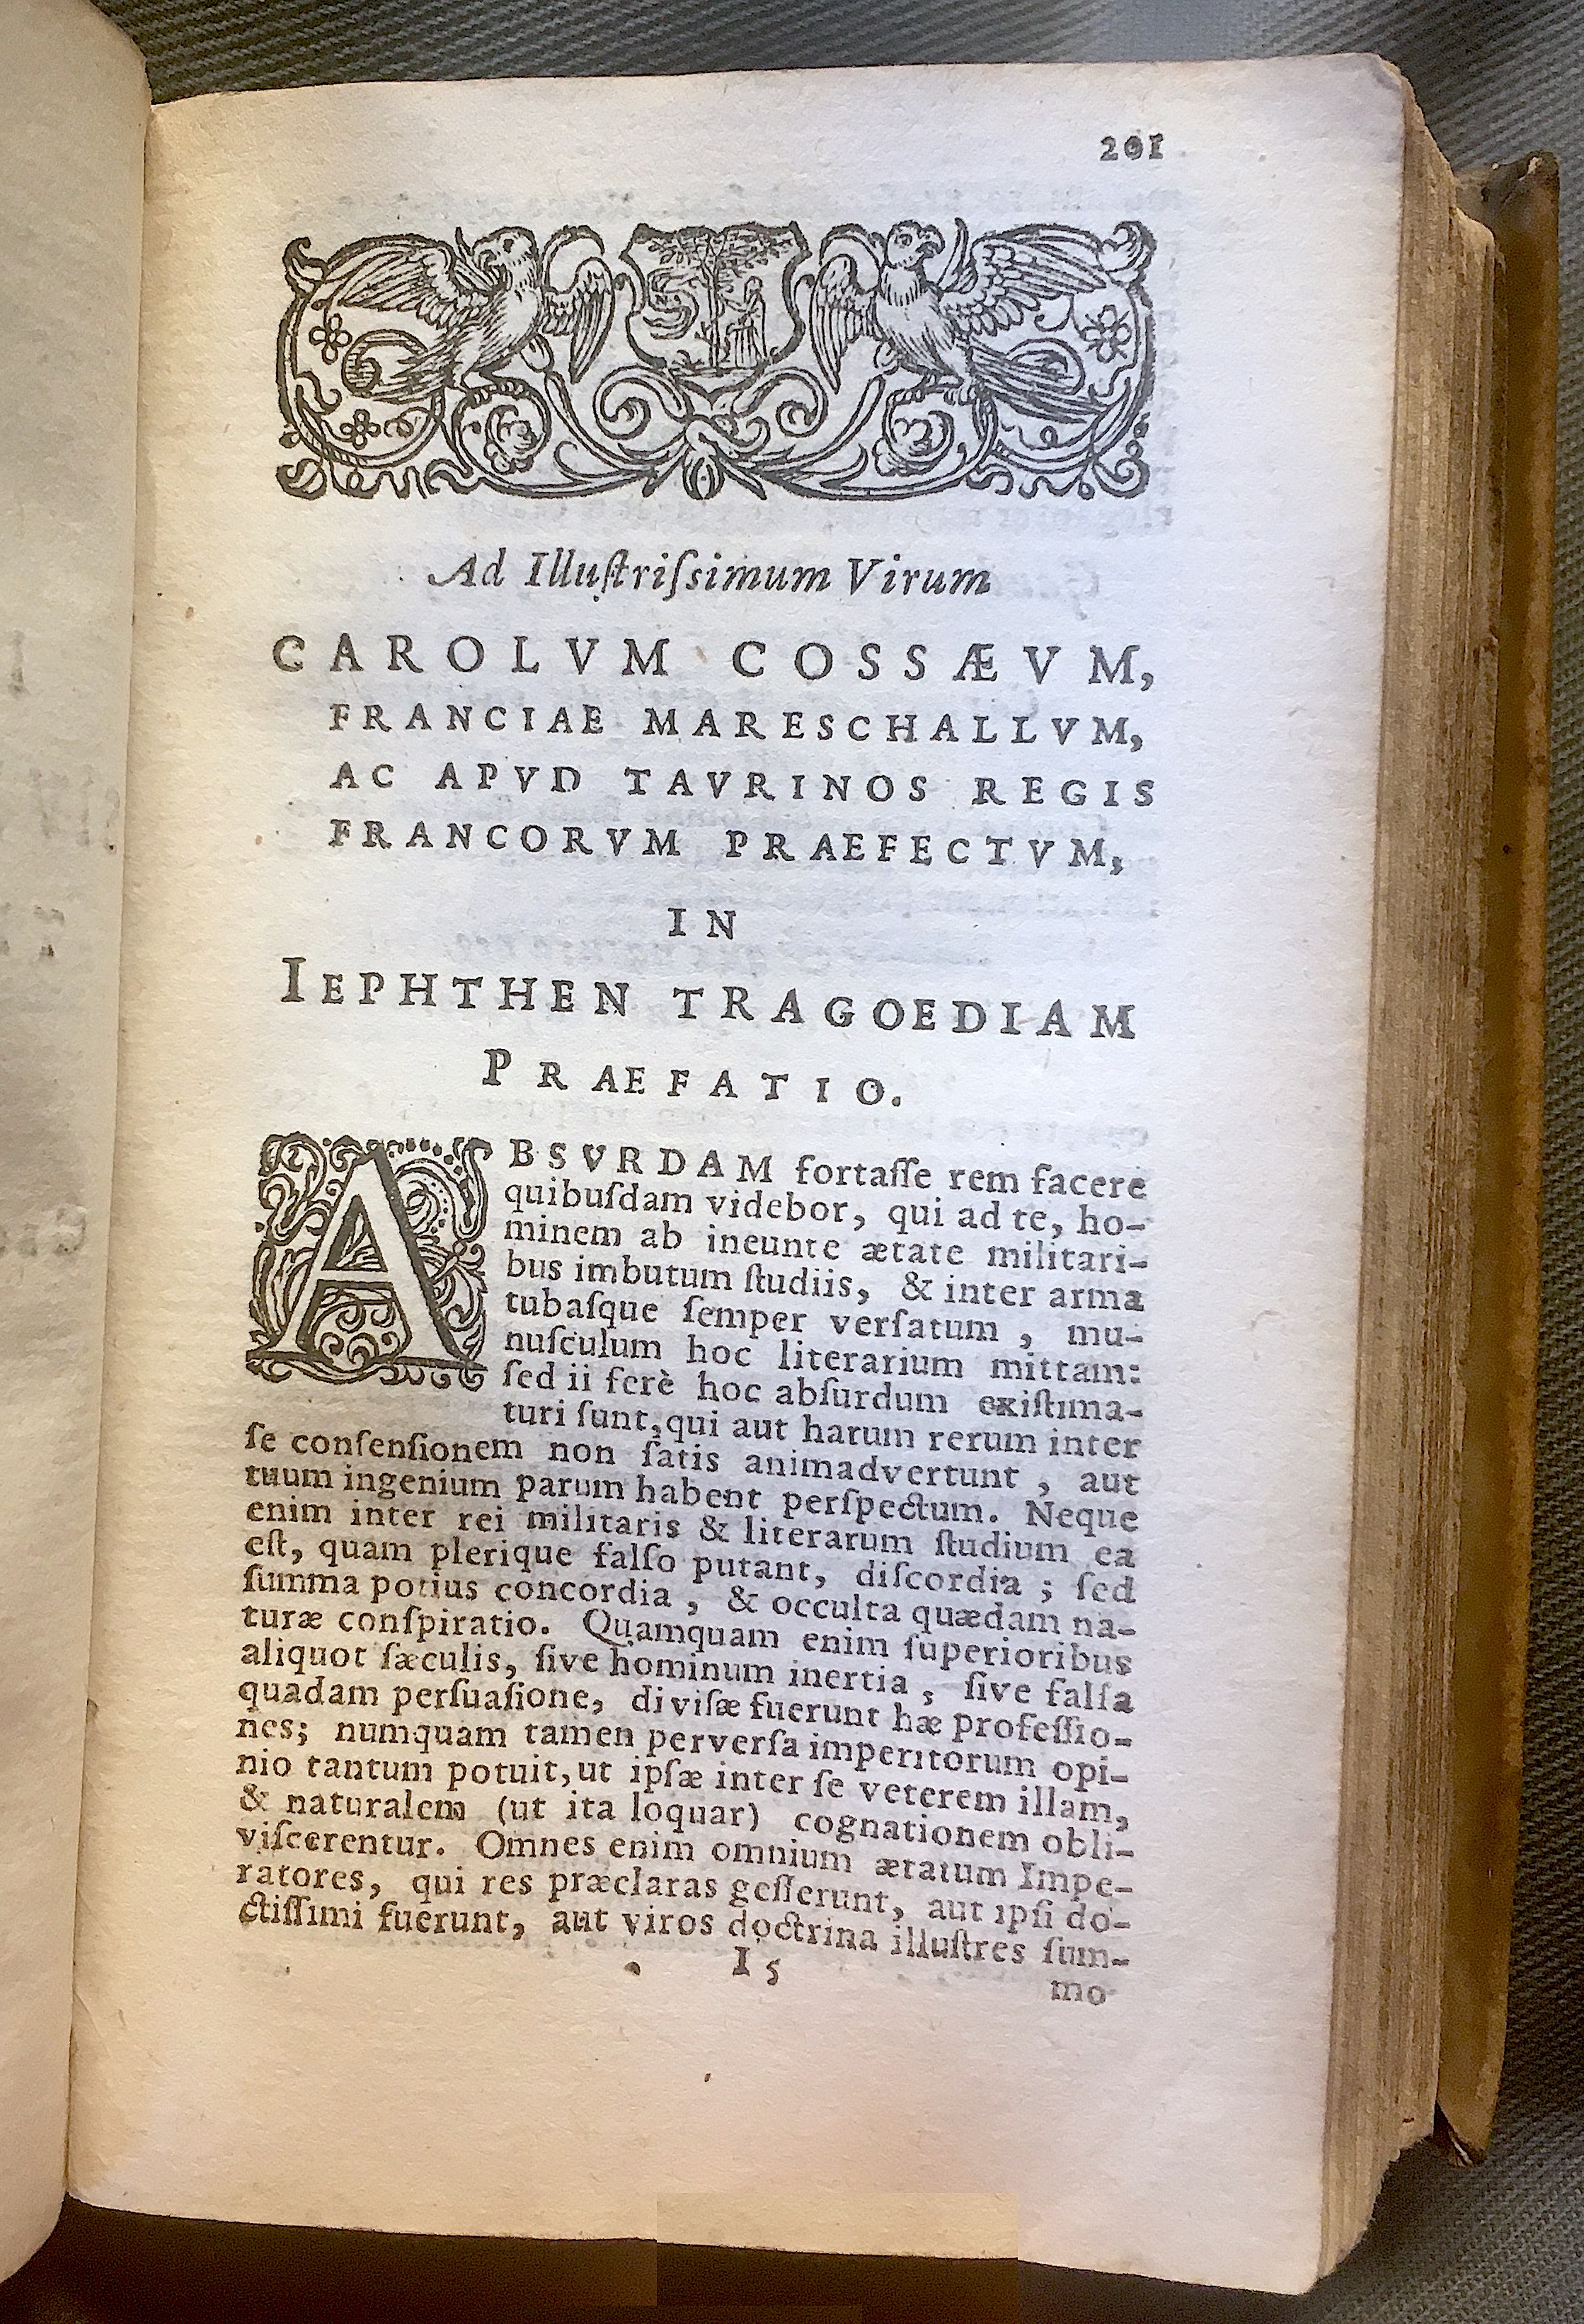 201
Ad Illuſtriſsimum Virum
CAROLVM COSSÆVM,
FRANCIAE MARESCHALLVM,
AC APVD TAVRINOS REGIS
FRANCORVM PRAEFECTVM,
IN
IEPHTHEN TRAGOEDIAM
PRAEFATIO.
ABSVRDAM fortaſſe rem facere
quibuſdam videbor, qui ad te, ho-
minem ab ineunte ætate militari-
bus imbutum ſtudiis, & inter arma
tubaſque ſemper verſatum, mu-
nuſculum hoc literarium mittam:
ſed ii ferè hoc abſurdum exiſtima-
turi ſunt, qui aut harum rerum inter
ſe conſenſionem non ſatis animadvertunt, aut
tuum ingenium parum habent perſpectum. Neque
enim inter rei militaris & literarum ſtudium ea
eſt, quam plerique falſo putant, diſcordia; ſed
ſumma potius concordia, & occulta quædam na-
turæ conſpiratio. Quamquam enim ſuperioribus
aliquot ſæculis, ſive hominum inertia, ſive falſa
quadam perſuaſione, diviſæ fuerunt hæ profeſſio-
nes; numquam tamen perverſa imperitorum opi-
nio tantum potuit, ut ipſæ inter ſe veterem illam,
& naturalem (ut ita loquar) cognationem obli-
viſcerentur. Omnes enim omnium ætatum Impe-
ratores, qui res præclaras geſſerunt, aut ipſi do-
ctiſſimi fuerunt, aut viros doctrina illuſtres ſum-
I 5
mo